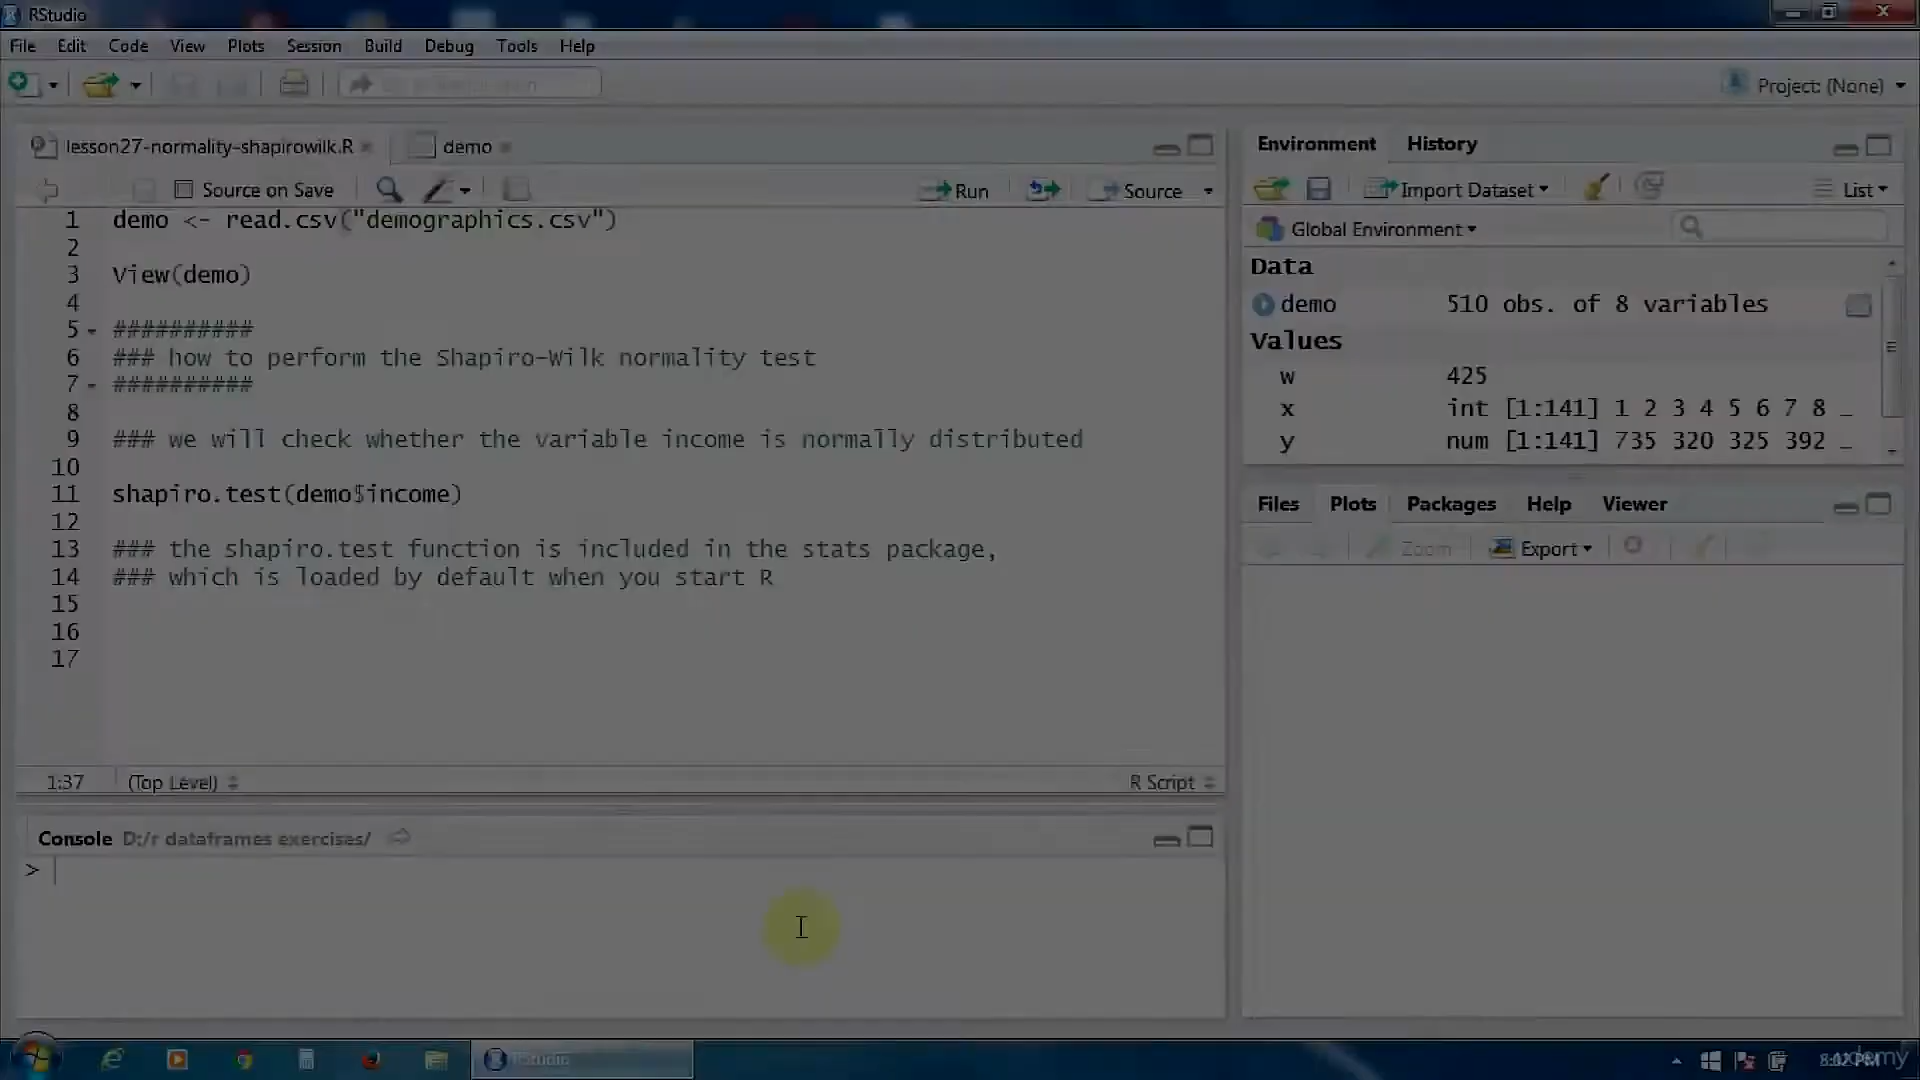 RStudio
File Edit Code View Plots Session Build Debug Tools Help
Project: (None)
lesson27-normality-shapirowilk.R
demo
Source on Save
Run
Source
1 demo <- read.csv("demographics.csv")
2
3 View(demo)
4
5 ##########
6 ### how to perform the Shapiro-Wilk normality test
7 ##########
8
9 ### we will check whether the variable income is normally distributed
10
11 shapiro.test(demo$income)
12
13 ### the shapiro.test function is included in the stats package,
14 ### which is loaded by default when you start R
15
16
17
1:37 (Top Level) R Script
Console D:/r dataframes exercises/
>
Environment History
Import Dataset List
Global Environment
Data
demo 510 obs. of 8 variables
Values
w 425
x int [1:141] 1 2 3 4 5 6 7 8 …
y num [1:141] 735 320 325 392 …
Files Plots Packages Help Viewer
Zoom Export
RStudio
8:02 PM
udemy